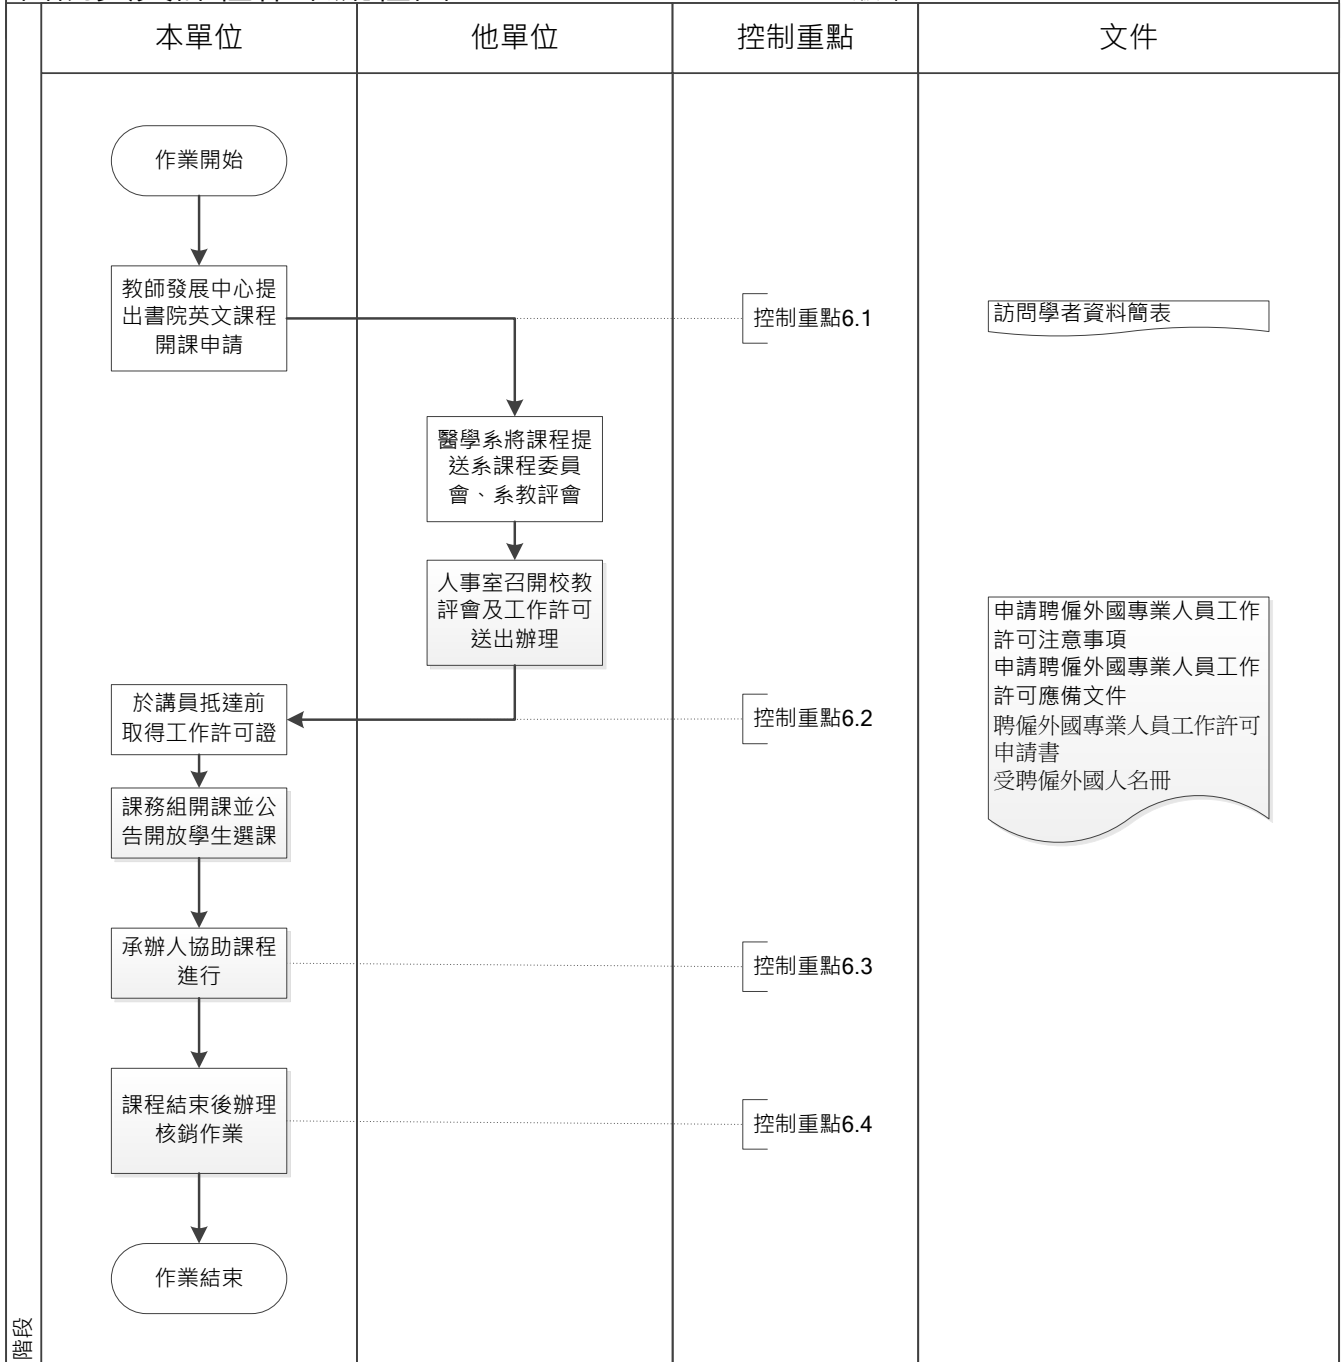 本單位
他單位
控制重點
文件
作業開始
教師發展中心提
出書院英文課程
開課申請
控制重點6.1
訪問學者資料簡表
醫學系將課程提
送系課程委員
會、系教評會
人事室召開校教
評會及工作許可
送出辦理
申請聘僱外國專業人員工作
許可注意事項
申請聘僱外國專業人員工作
許可應備文件
聘僱外國專業人員工作許可
申請書
受聘僱外國人名冊
於講員抵達前
取得工作許可證
控制重點6.2
課務組開課並公
告開放學生選課
承辦人協助課程
進行
控制重點6.3
課程結束後辦理
核銷作業
控制重點6.4
作業結束
階段